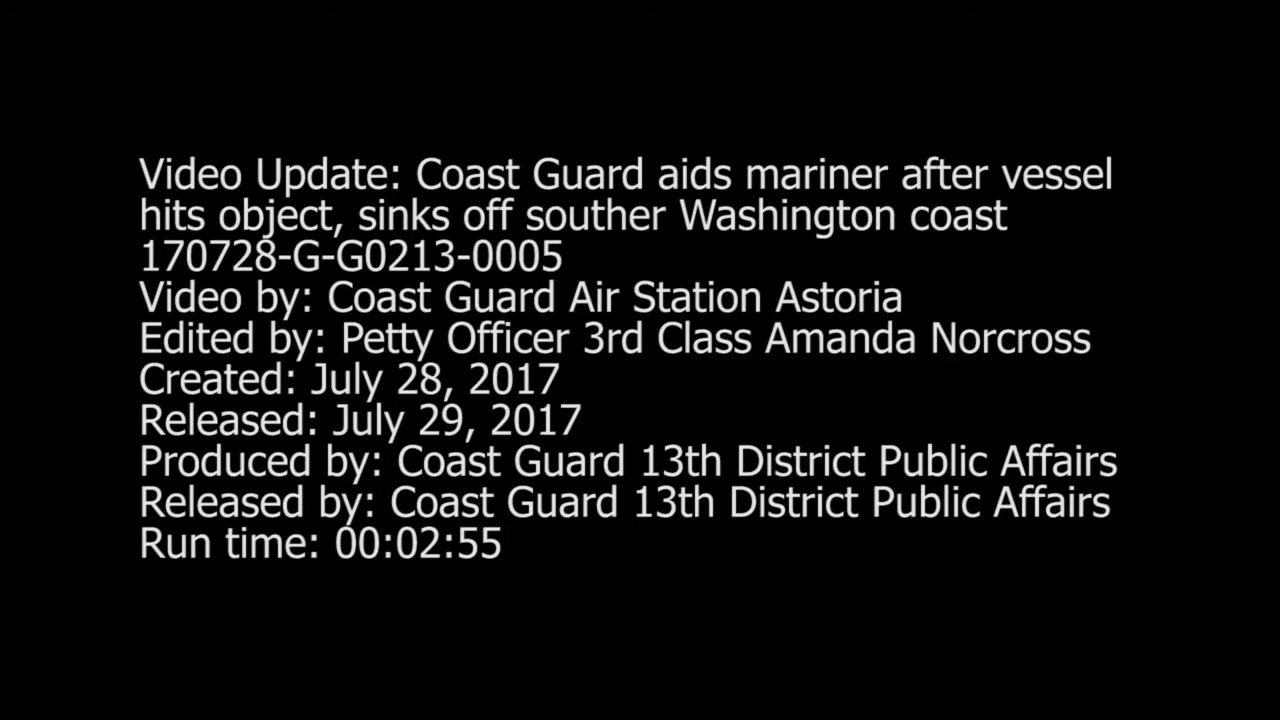 Video Update: Coast Guard aids mariner after vessel
hits object, sinks off souther Washington coast
170728-G-G0213-0005
Video by: Coast Guard Air Station Astoria
Edited by: Petty Officer 3rd Class Amanda Norcross
Created: July 28, 2017
Released: July 29, 2017
Produced by: Coast Guard 13th District Public Affairs
Released by: Coast Guard 13th District Public Affairs
Run time: 00:02:55